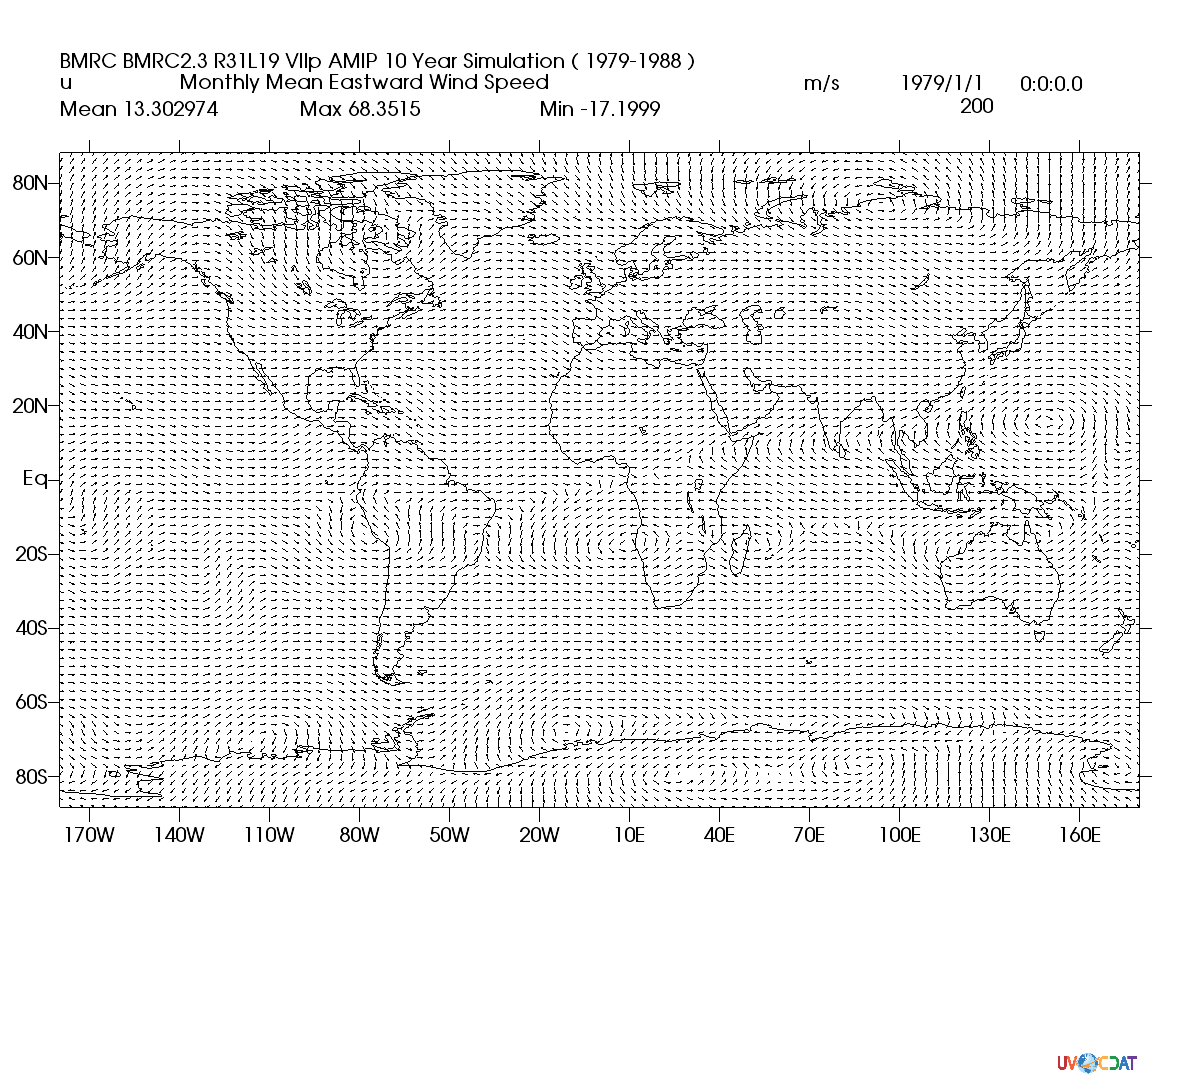 BMRC BMRC2.3 R31L19 VIIp AMIP 10 Year Simulation ( 1979-1988 )
u Monthly Mean Eastward Wind Speed m/s 1979/1/1 0:0:0.0
Mean 13.302974 Max 68.3515 Min -17.1999 200
80N
60N
40N
20N
Eq
20S
40S
60S
80S
170W 140W 110W 80W 50W 20W 10E 40E 70E 100E 130E 160E
UVCDAT